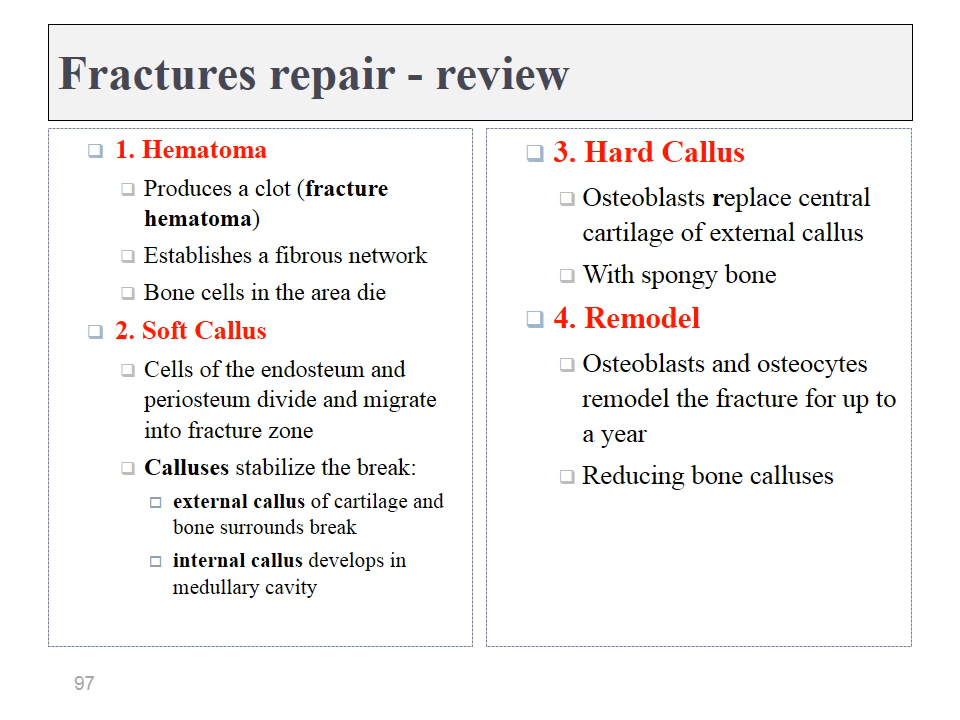 Fractures repair - review
1. Hematoma
Produces a clot (fracture
hematoma)
Establishes a fibrous network
Bone cells in the area die
2. Soft Callus
Cells of the endosteum and
periosteum divide and migrate
into fracture zone
Calluses stabilize the break:
external callus of cartilage and
bone surrounds break
internal callus develops in
medullary cavity
3. Hard Callus
Osteoblasts replace central
cartilage of external callus
With spongy bone
4. Remodel
Osteoblasts and osteocytes
remodel the fracture for up to
a year
Reducing bone calluses
97